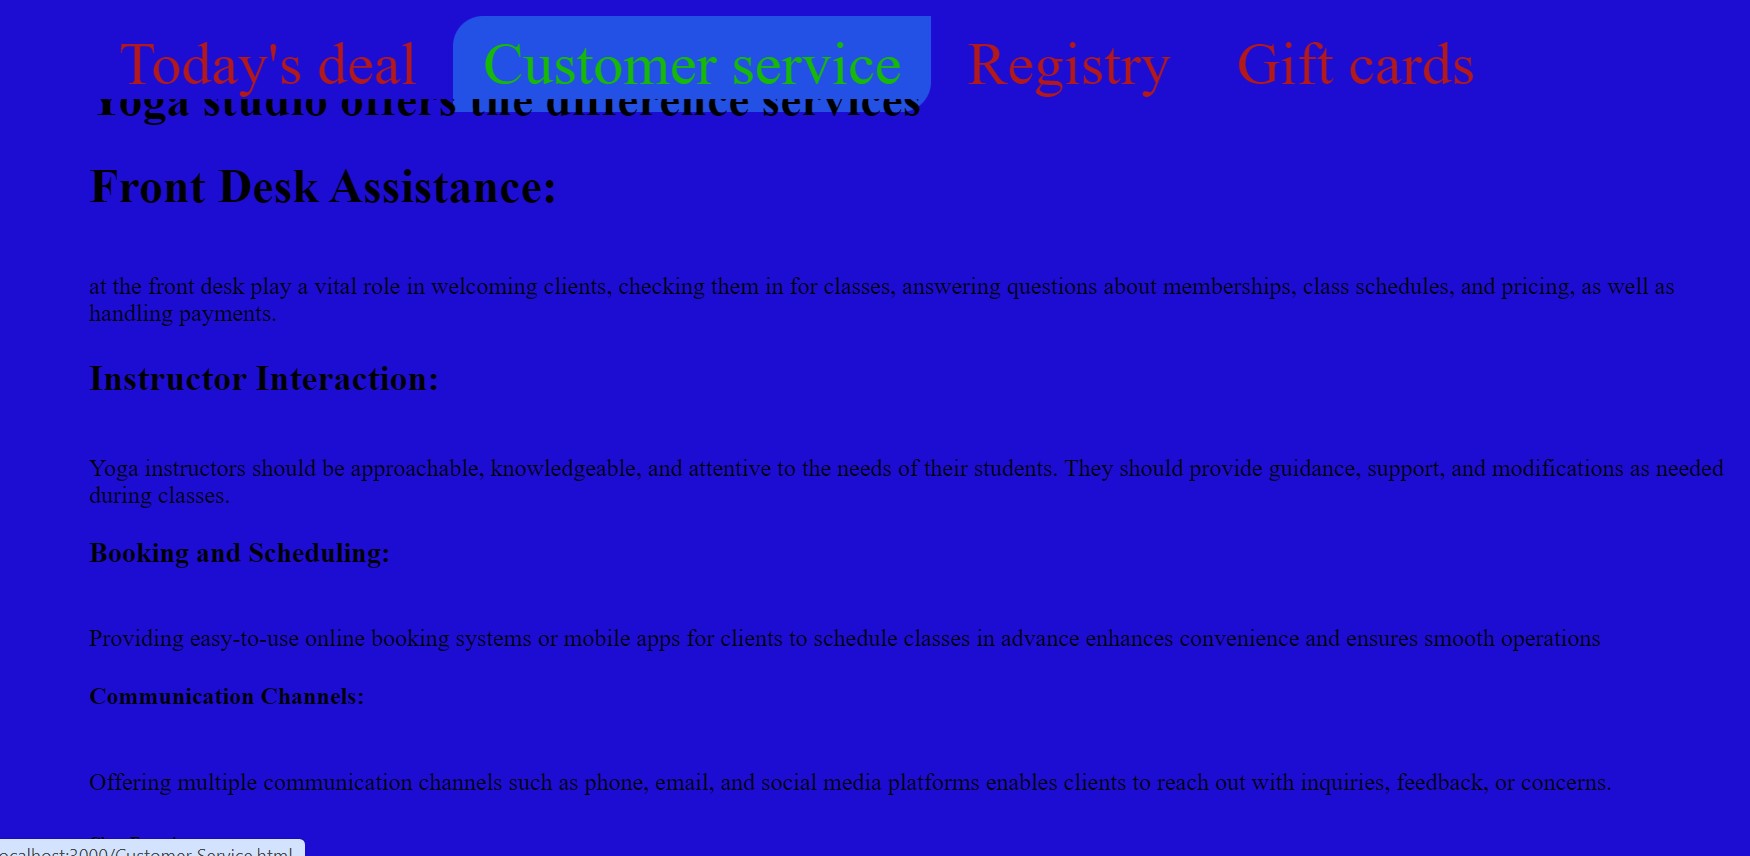 Today's deal Customer service Registry Gift cards
Yoga studio offers the difference services
Front Desk Assistance:
at the front desk play a vital role in welcoming clients, checking them in for classes, answering questions about memberships, class schedules, and pricing, as well as
handling payments.
Instructor Interaction:
Yoga instructors should be approachable, knowledgeable, and attentive to the needs of their students. They should provide guidance, support, and modifications as needed
during classes.
Booking and Scheduling:
Providing easy-to-use online booking systems or mobile apps for clients to schedule classes in advance enhances convenience and ensures smooth operations
Communication Channels:
Offering multiple communication channels such as phone, email, and social media platforms enables clients to reach out with inquiries, feedback, or concerns.
ocalhost:3000/Customer Service.html